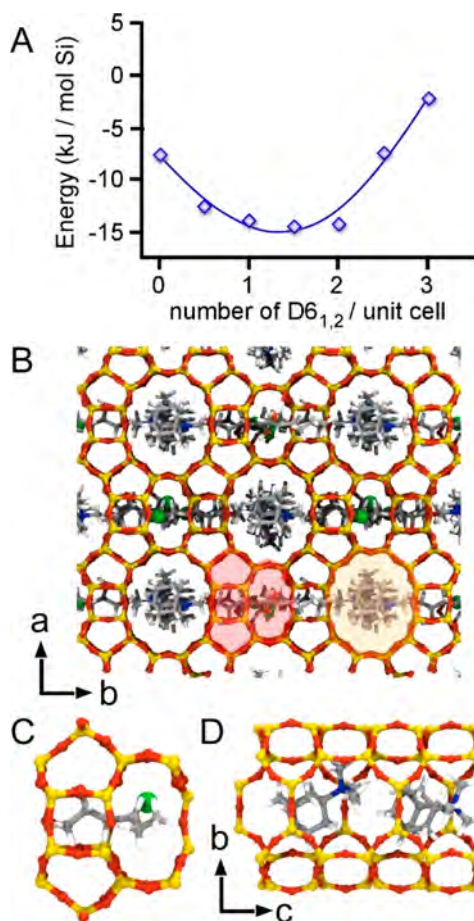 A
Energy (kJ / mol Si)
5
0
-5
-10
-15
0
1
2
3
number of D6₁,₂ / unit cell
B
a
b
C
D
b
c